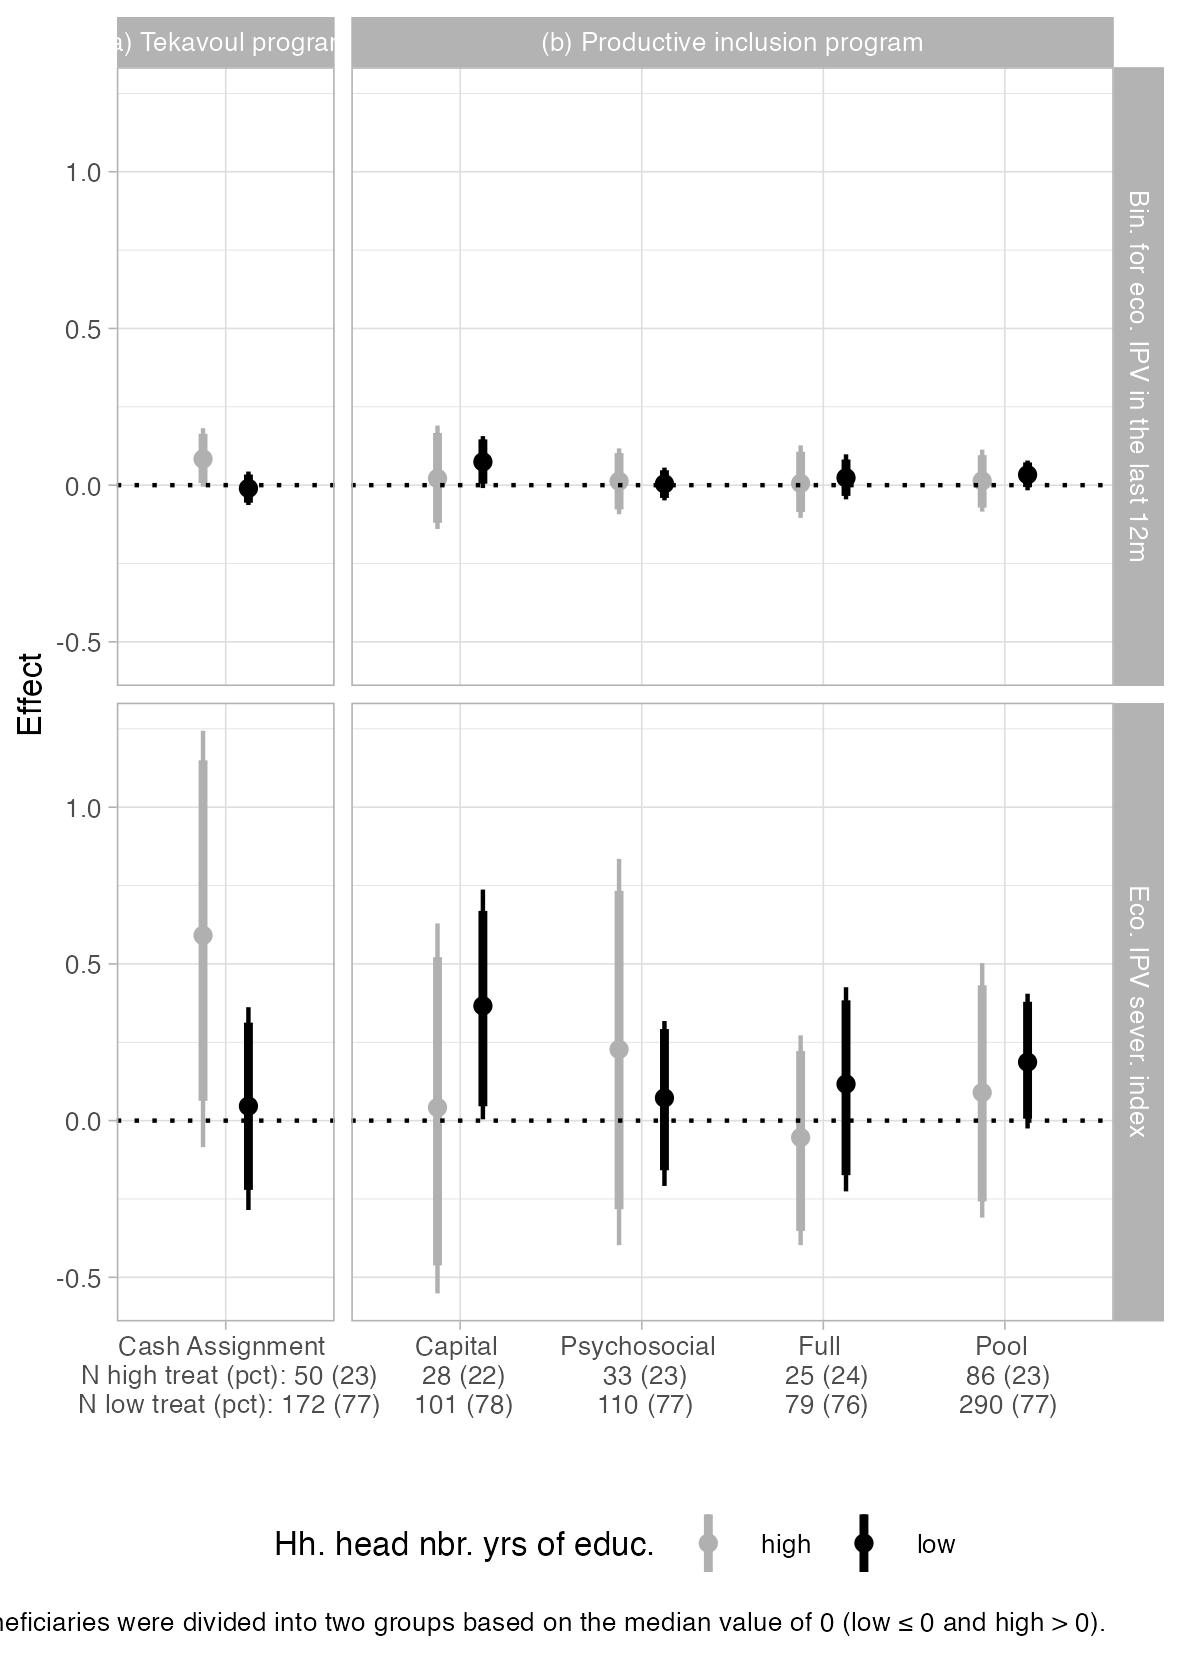 a) Tekavoul progra
(b) Productive inclusion program
1.0
0.5
0.0
-0.5
Bin. for eco. IPV in the last 12m
Effect
1.0
0.5
0.0
-0.5
Eco. IPV sever. index
Cash Assignment Capital Psychosocial Full Pool
N high treat (pct): 50 (23) 28 (22) 33 (23) 25 (24) 86 (23)
N low treat (pct): 172 (77) 101 (78) 110 (77) 79 (76) 290 (77)
Hh. head nbr. yrs of educ. high low
neficiaries were divided into two groups based on the median value of 0 (low ≤ 0 and high > 0).